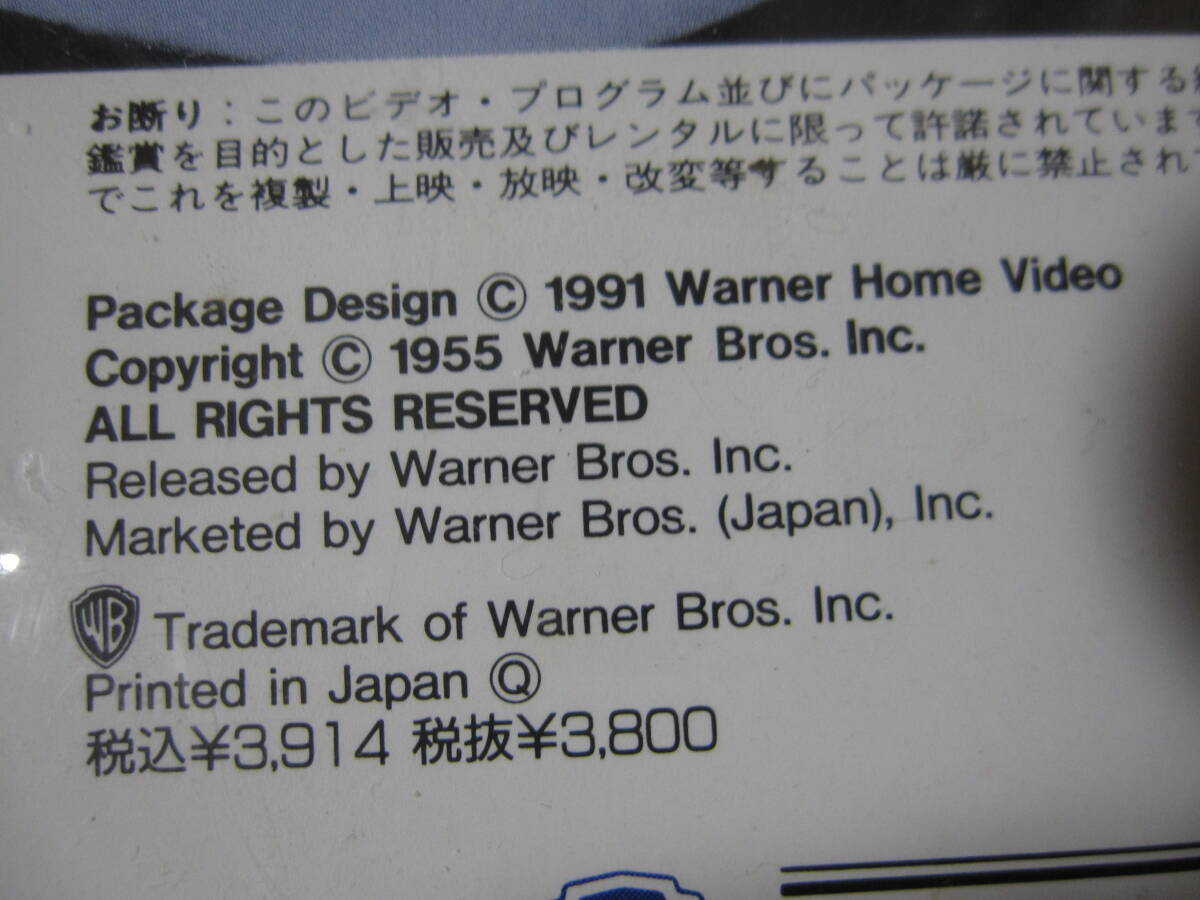 お断り：このビデオ・プログラム並びにパッケージに関する
鑑賞を目的とした販売及びレンタルに限って許諾されています
でこれを複製・上映・放映・改変等することは厳に禁止されて
Package Design © 1991 Warner Home Video
Copyright © 1955 Warner Bros. Inc.
ALL RIGHTS RESERVED
Released by Warner Bros. Inc.
Marketed by Warner Bros. (Japan), Inc.
WB Trademark of Warner Bros. Inc.
Printed in Japan Ⓠ
税込¥3,914 税抜¥3,800